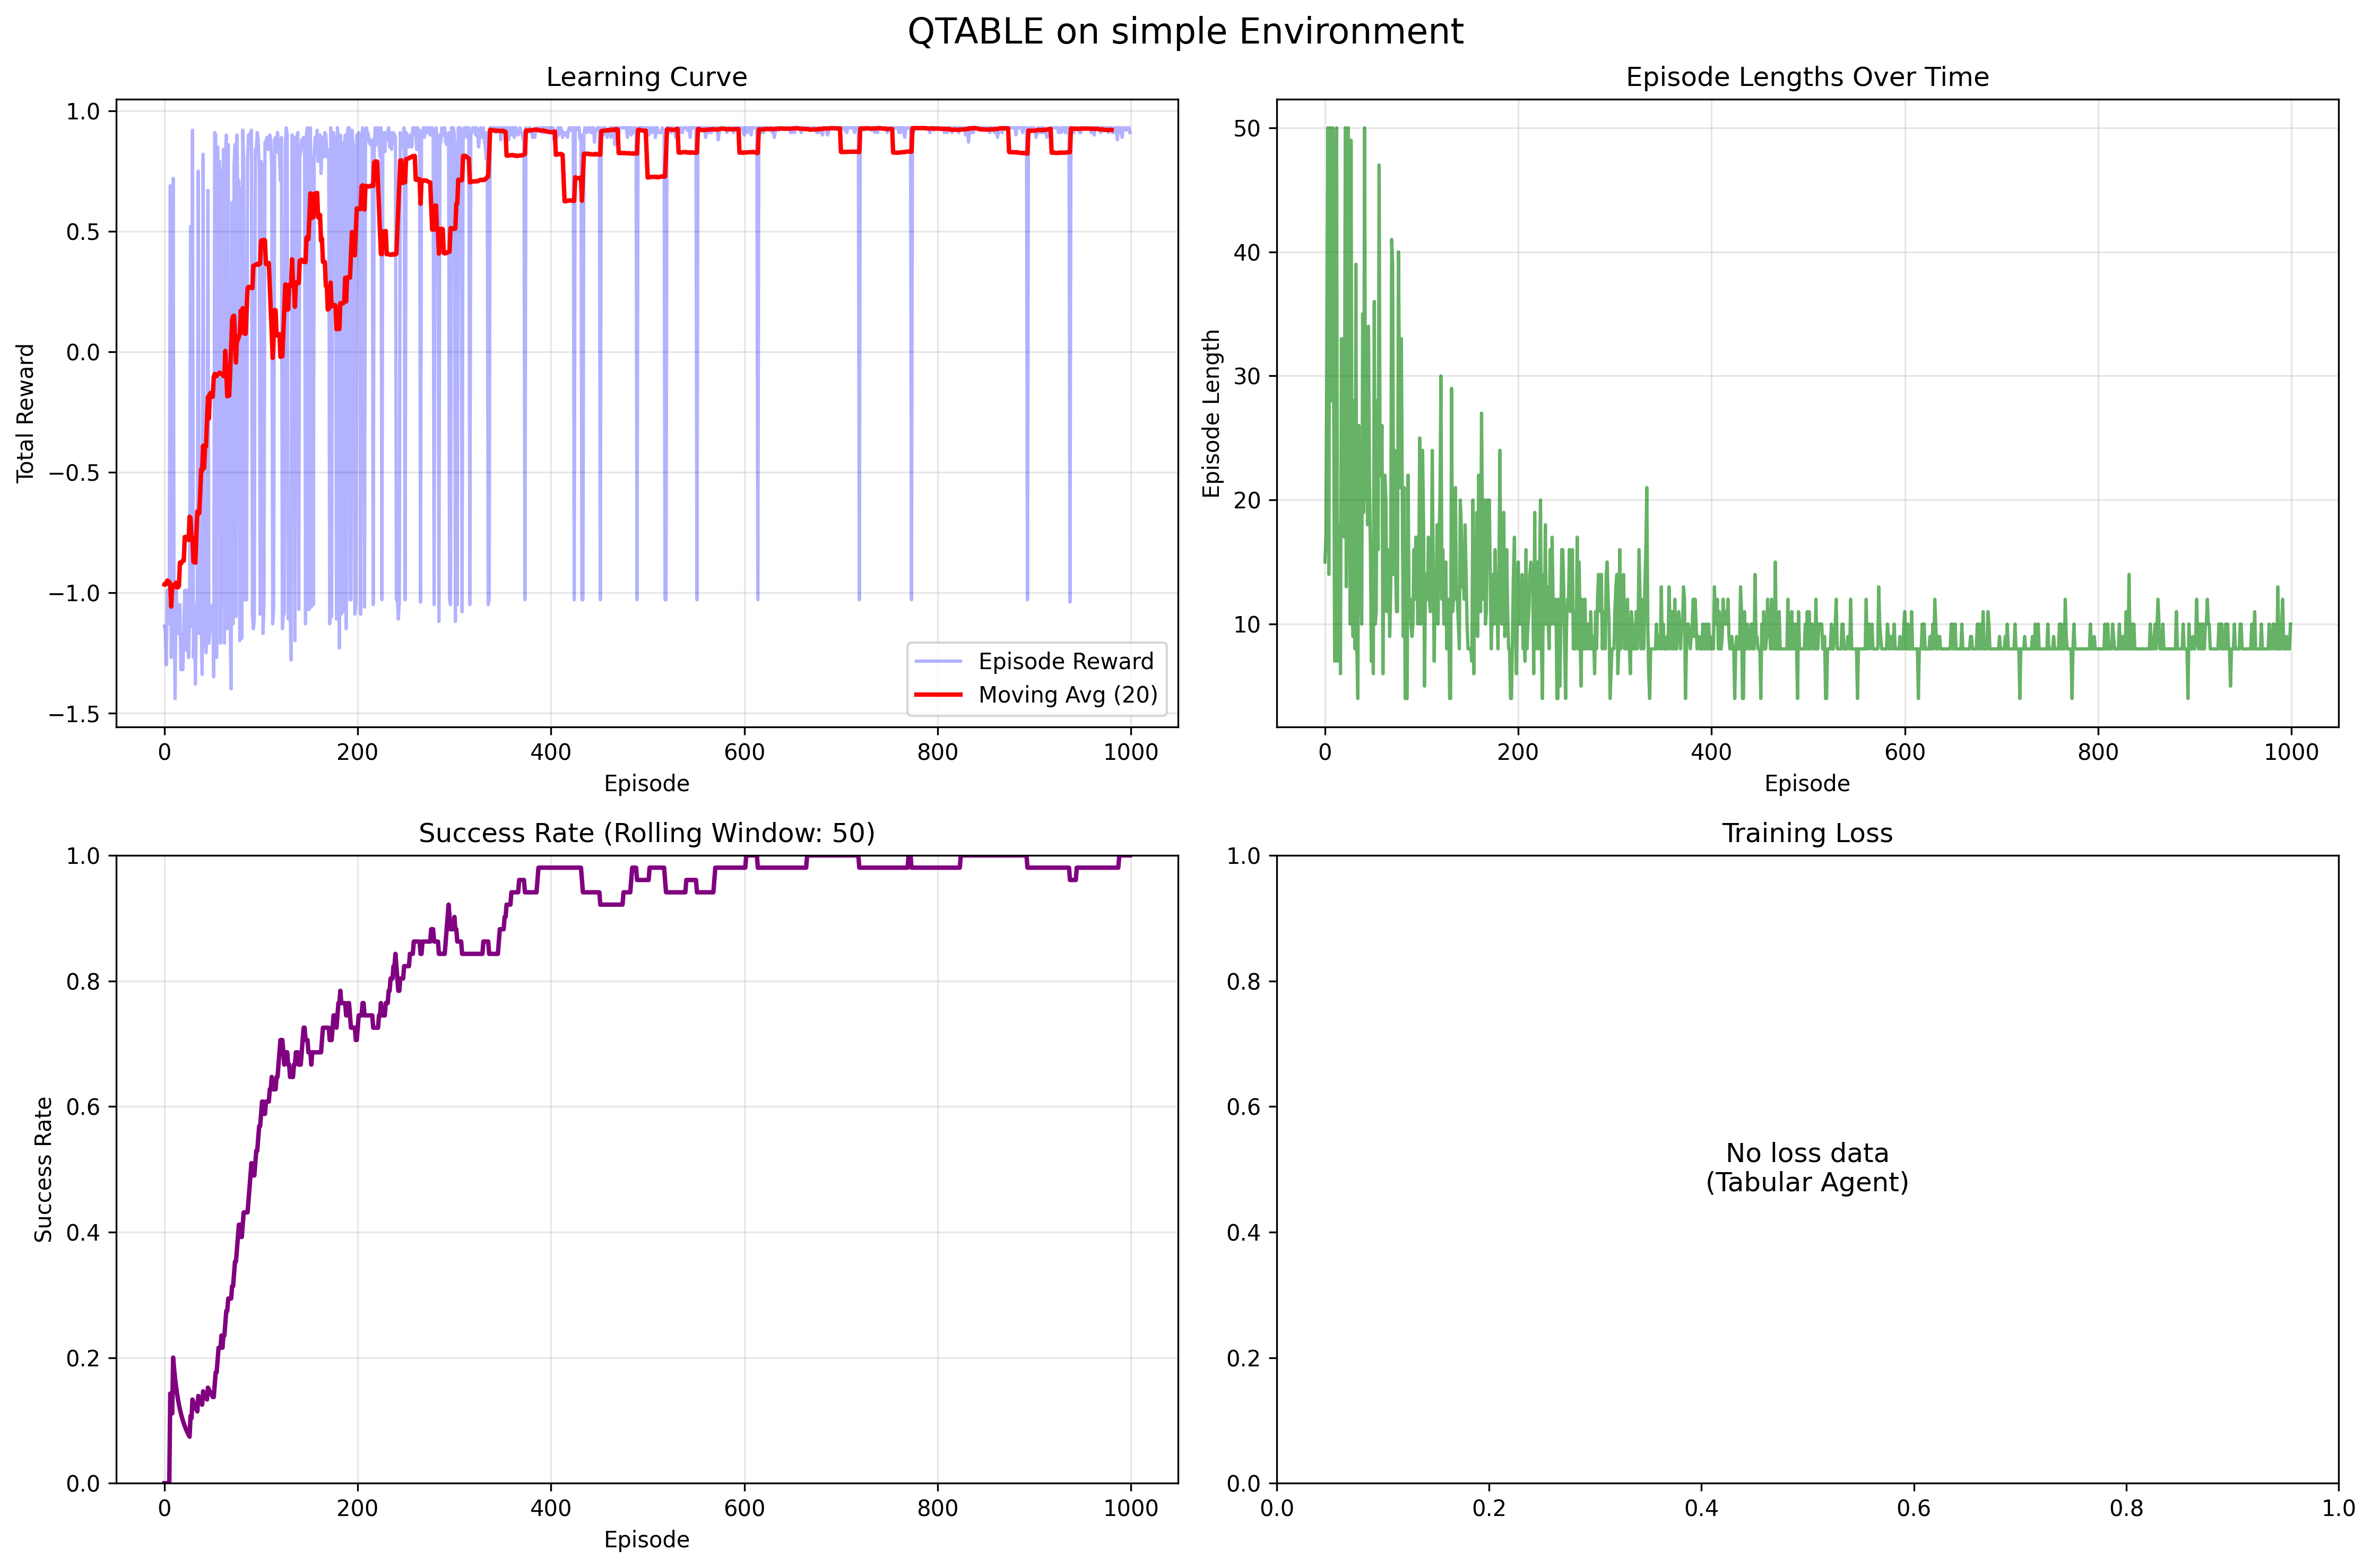 QTABLE on simple Environment
Learning Curve
1.0
0.5
0.0
−0.5
−1.0
−1.5
Total Reward
0 200 400 600 800 1000
Episode
Episode Reward
Moving Avg (20)
Episode Lengths Over Time
50
40
30
20
10
Episode Length
0 200 400 600 800 1000
Episode
Success Rate (Rolling Window: 50)
1.0
0.8
0.6
0.4
0.2
0.0
Success Rate
0 200 400 600 800 1000
Episode
Training Loss
1.0
0.8
0.6
0.4
0.2
0.0
No loss data
(Tabular Agent)
0.0 0.2 0.4 0.6 0.8 1.0